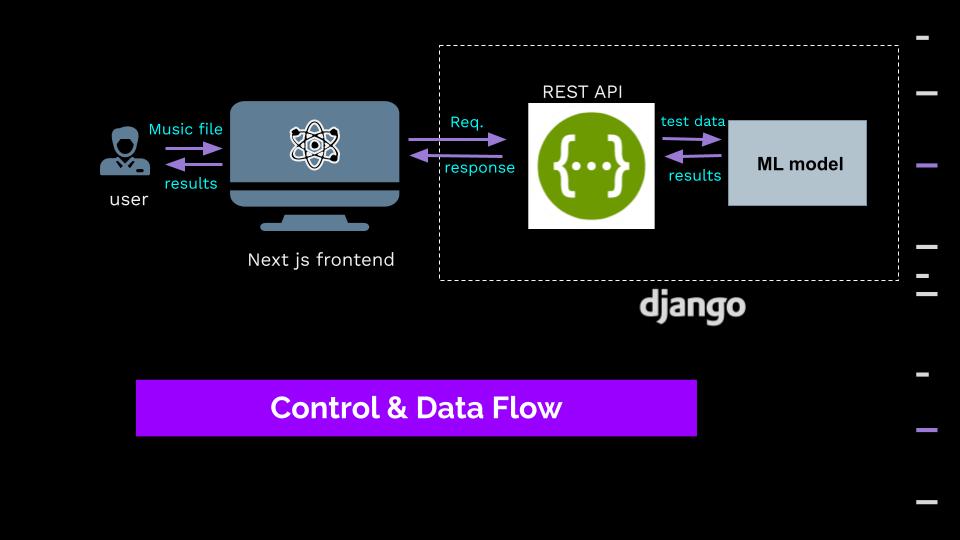 REST API
Music file
Req.
test data
{...}
response
results
results
ML model
user
Next js frontend
django
Control & Data Flow